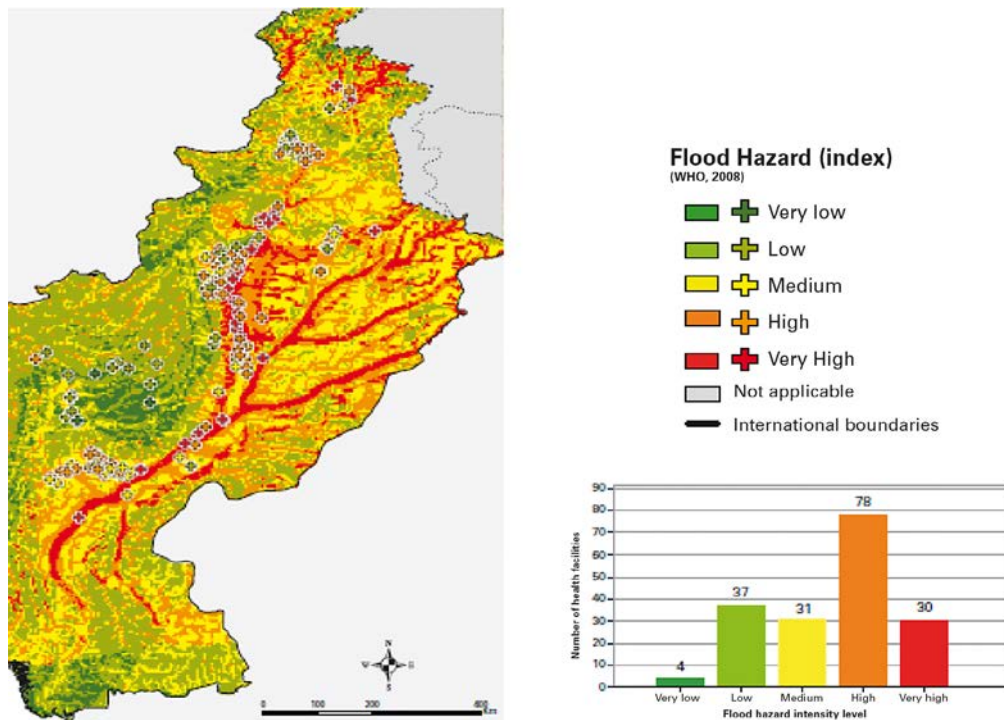 Flood Hazard (index)
(WHO, 2008)
Very low
Low
Medium
High
Very High
Not applicable
International boundaries
N
S
0 100 200 400
Km
Number of health facilities
90
80
70
60
50
40
30
20
10
0
4
37
31
78
30
Very low Low Medium High Very high
Flood hazard intensity level